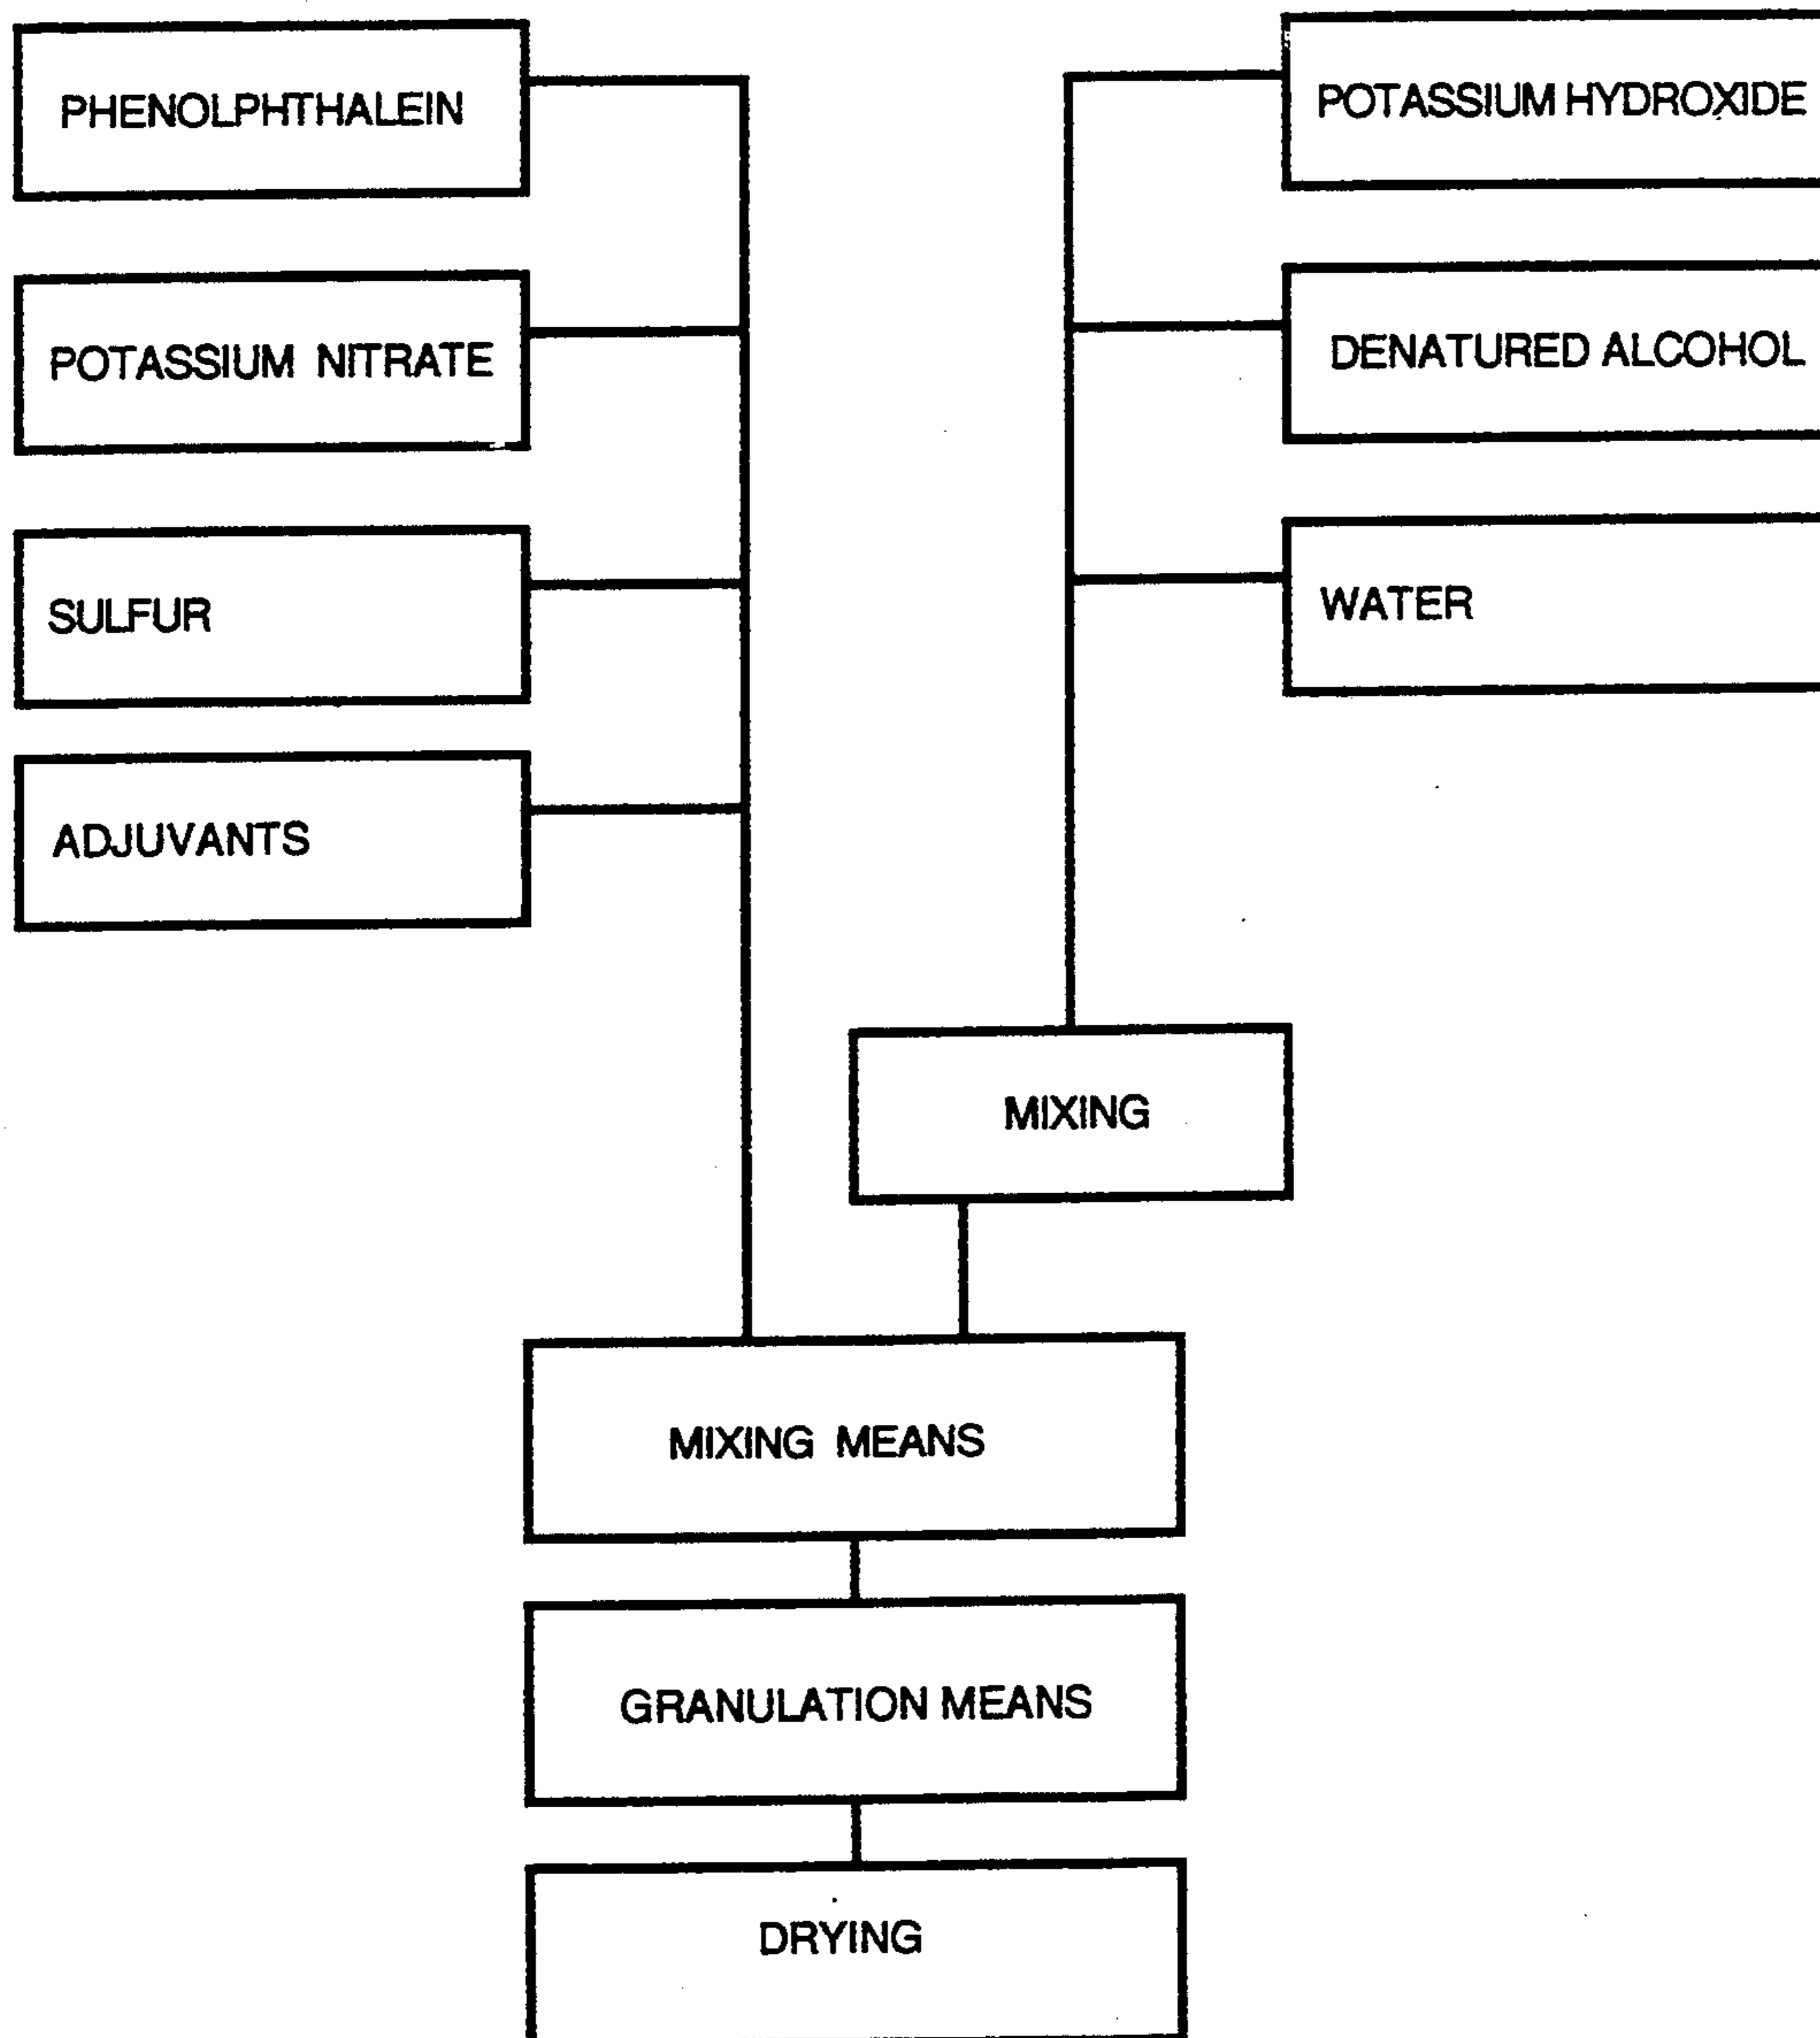 PHENOLPHTHALEIN
POTASSIUM NITRATE
SULFUR
ADJUVANTS
POTASSIUM HYDROXIDE
DENATURED ALCOHOL
WATER
MIXING
MIXING MEANS
GRANULATION MEANS
DRYING